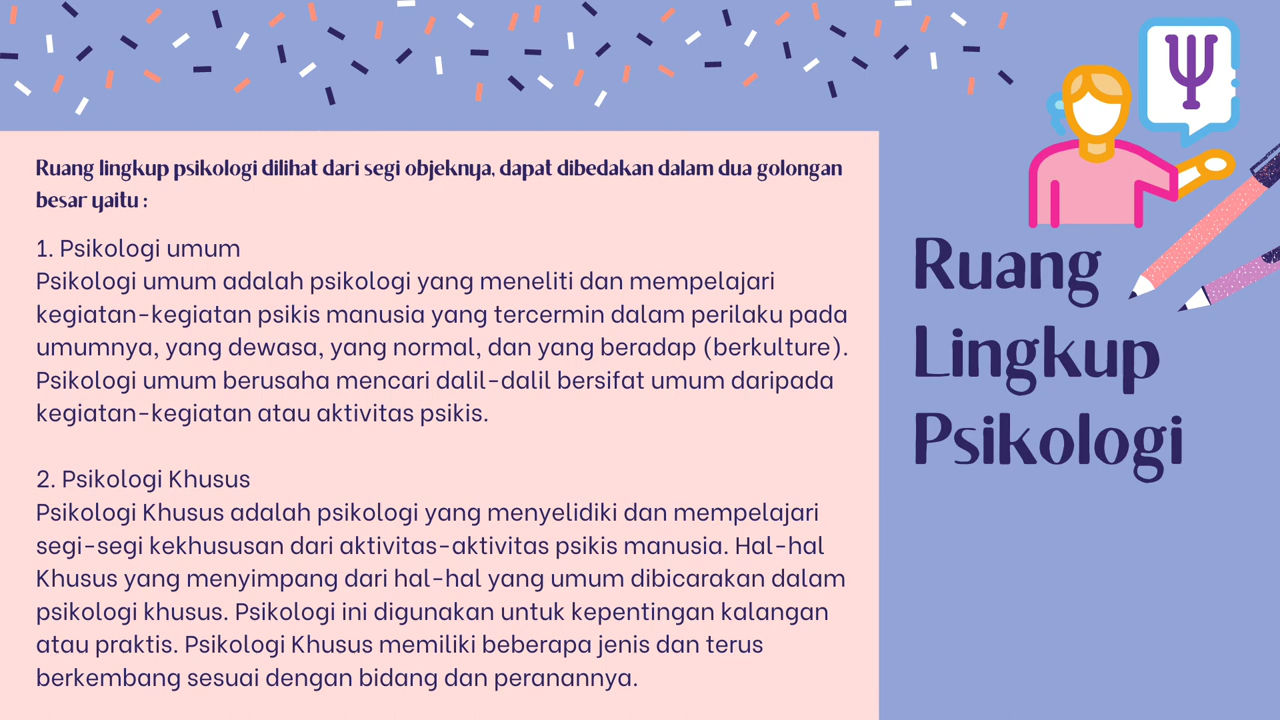 Ruang lingkup psikologi dilihat dari segi objeknya, dapat dibedakan dalam dua golongan
besar yaitu :
1. Psikologi umum
Psikologi umum adalah psikologi yang meneliti dan mempelajari
kegiatan-kegiatan psikis manusia yang tercermin dalam perilaku pada
umumnya, yang dewasa, yang normal, dan yang beradap (berkulture).
Psikologi umum berusaha mencari dalil-dalil bersifat umum daripada
kegiatan-kegiatan atau aktivitas psikis.
2. Psikologi Khusus
Psikologi Khusus adalah psikologi yang menyelidiki dan mempelajari
segi-segi kekhususan dari aktivitas-aktivitas psikis manusia. Hal-hal
Khusus yang menyimpang dari hal-hal yang umum dibicarakan dalam
psikologi khusus. Psikologi ini digunakan untuk kepentingan kalangan
atau praktis. Psikologi Khusus memiliki beberapa jenis dan terus
berkembang sesuai dengan bidang dan peranannya.
Ruang
Lingkup
Psikologi